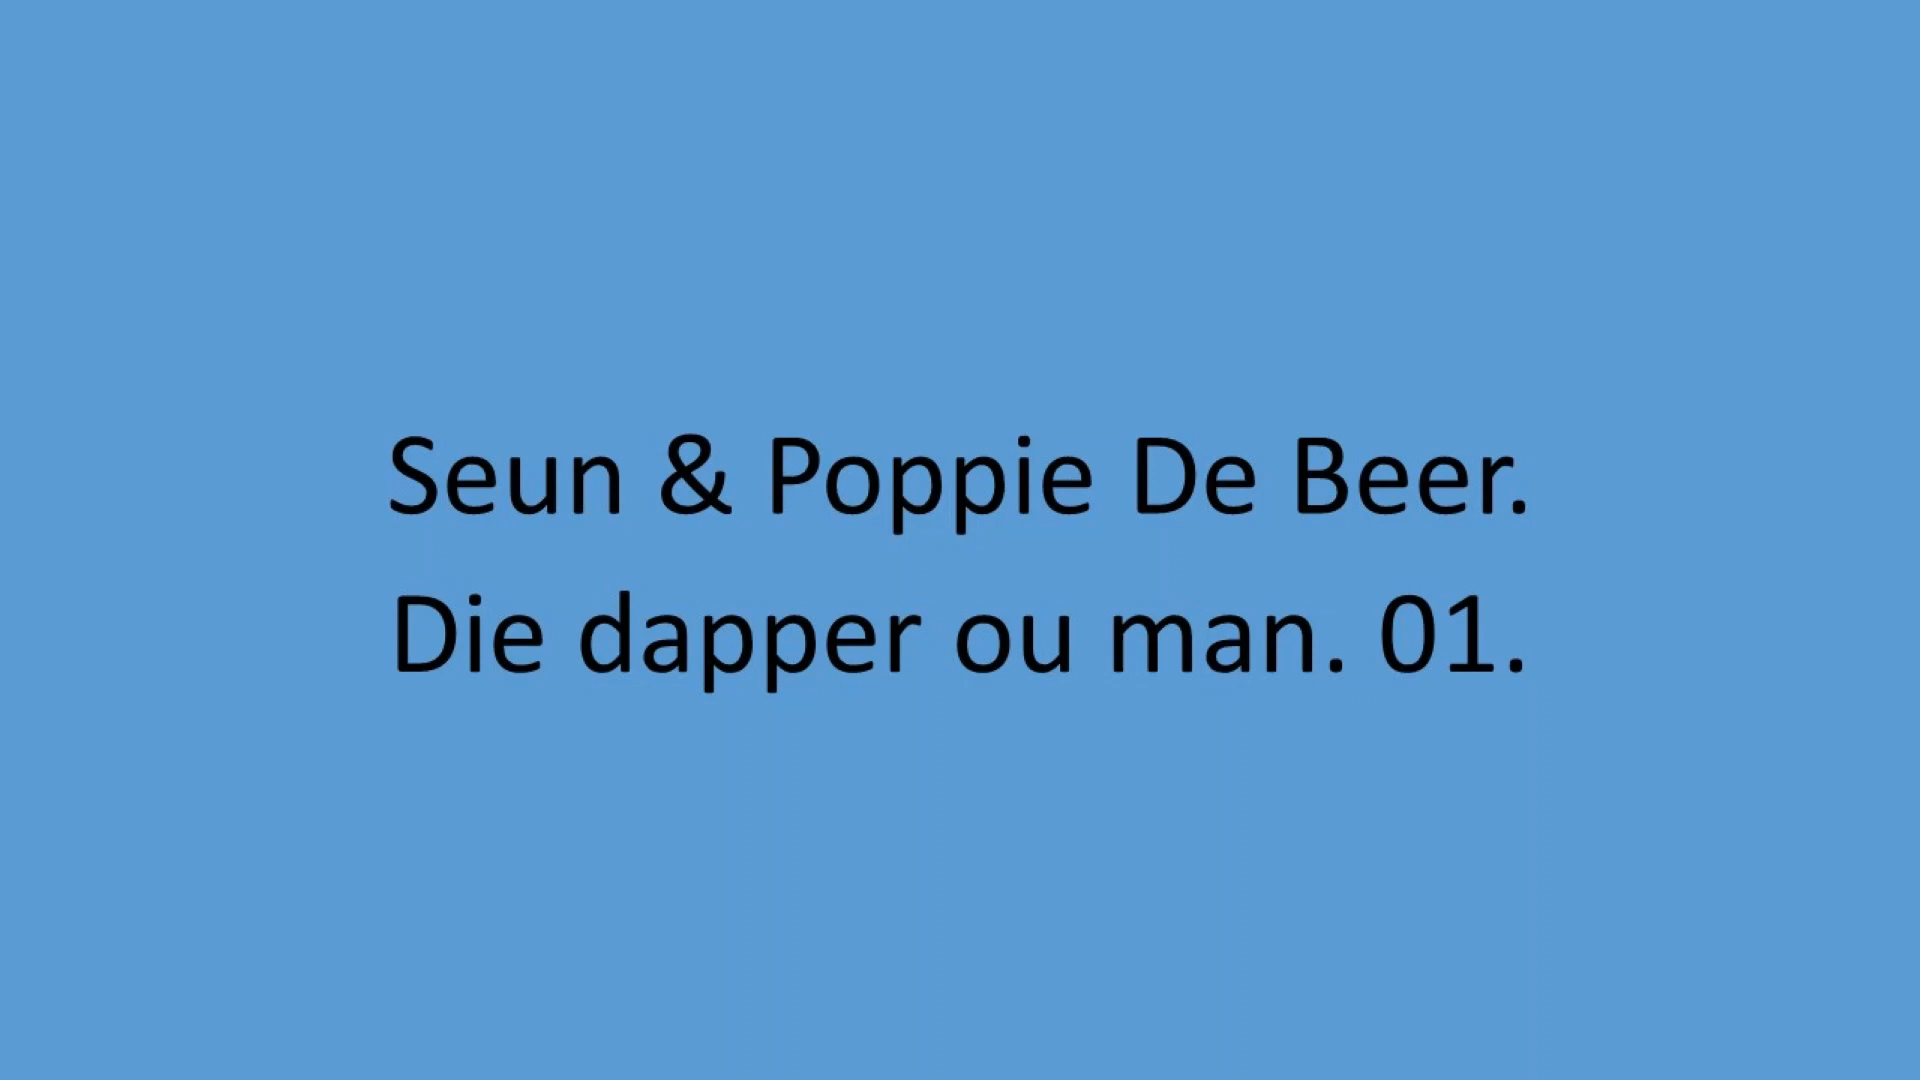 Seun & Poppie De Beer.
Die dapper ou man. 01.